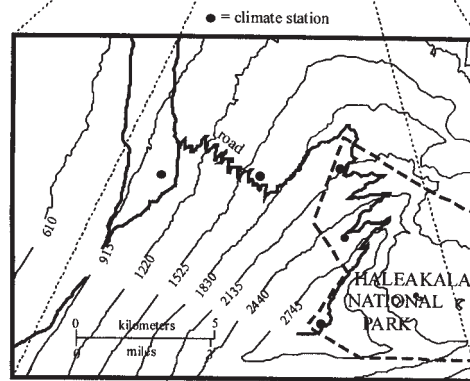 ● = climate station
road
610
915
1220
1525
1830
2135
2440
2745
HALEAKALA
NATIONAL
PARK
0 kilometers 5
0 miles